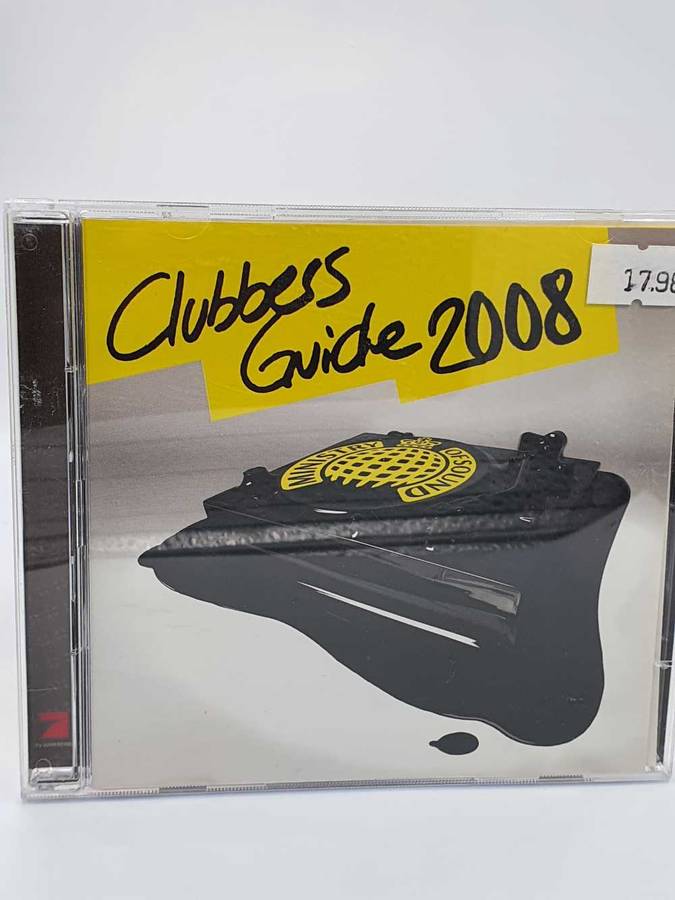 Clubbers
Guide 2008
17.98
MINISTRY OF SOUND